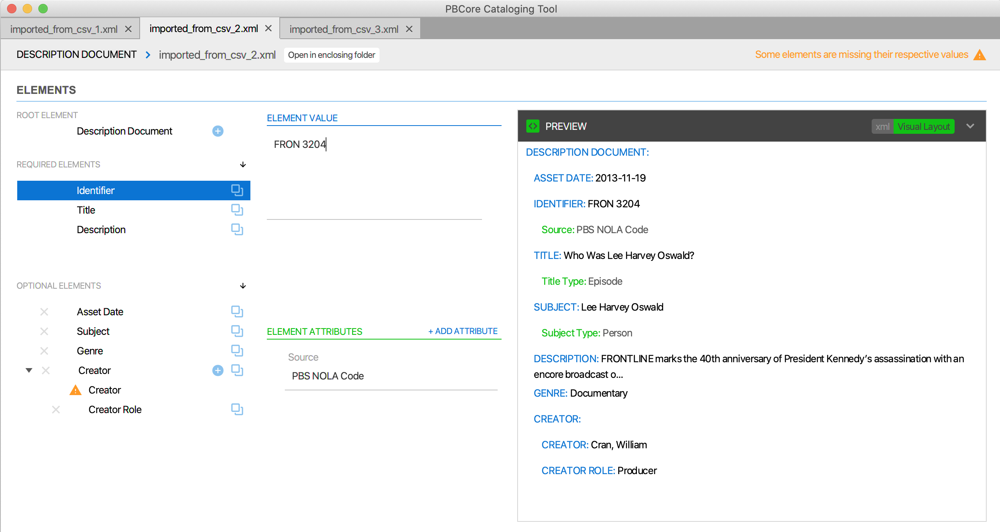 PBCore Cataloging Tool
imported_from_csv_1.xml
imported_from_csv_2.xml
imported_from_csv_3.xml
DESCRIPTION DOCUMENT
imported_from_csv_2.xml
Open in enclosing folder
Some elements are missing their respective values
ELEMENTS
ROOT ELEMENT
Description Document
REQUIRED ELEMENTS
Identifier
Title
Description
OPTIONAL ELEMENTS
Asset Date
Subject
Genre
Creator
Creator
Creator Role
ELEMENT VALUE
FRON 3204
ELEMENT ATTRIBUTES
+ ADD ATTRIBUTE
Source
PBS NOLA Code
PREVIEW
xml
Visual Layout
DESCRIPTION DOCUMENT:
ASSET DATE: 2013-11-19
IDENTIFIER: FRON 3204
Source: PBS NOLA Code
TITLE: Who Was Lee Harvey Oswald?
Title Type: Episode
SUBJECT: Lee Harvey Oswald
Subject Type: Person
DESCRIPTION: FRONTLINE marks the 40th anniversary of President Kennedy’s assassination with an
encore broadcast o...
GENRE: Documentary
CREATOR:
CREATOR: Cran, William
CREATOR ROLE: Producer